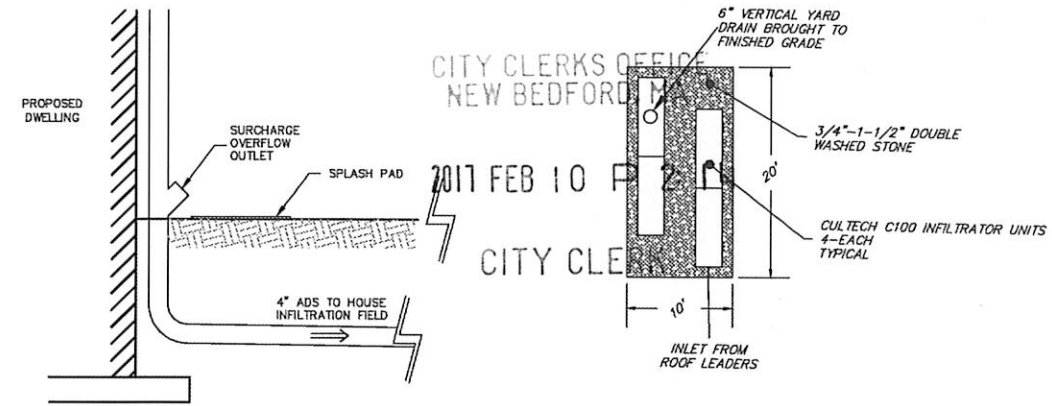 PROPOSED
DWELLING
SURCHARGE
OVERFLOW
OUTLET
SPLASH PAD
4" ADS TO HOUSE
INFILTRATION FIELD
6" VERTICAL YARD
DRAIN BROUGHT TO
FINISHED GRADE
CITY CLERKS OFFICE
NEW BEDFORD, MA
2017 FEB 10 P 2:
CITY CLERK
3/4"-1-1/2" DOUBLE
WASHED STONE
20'
CULTECH C100 INFILTRATOR UNITS
4-EACH
TYPICAL
10'
INLET FROM
ROOF LEADERS